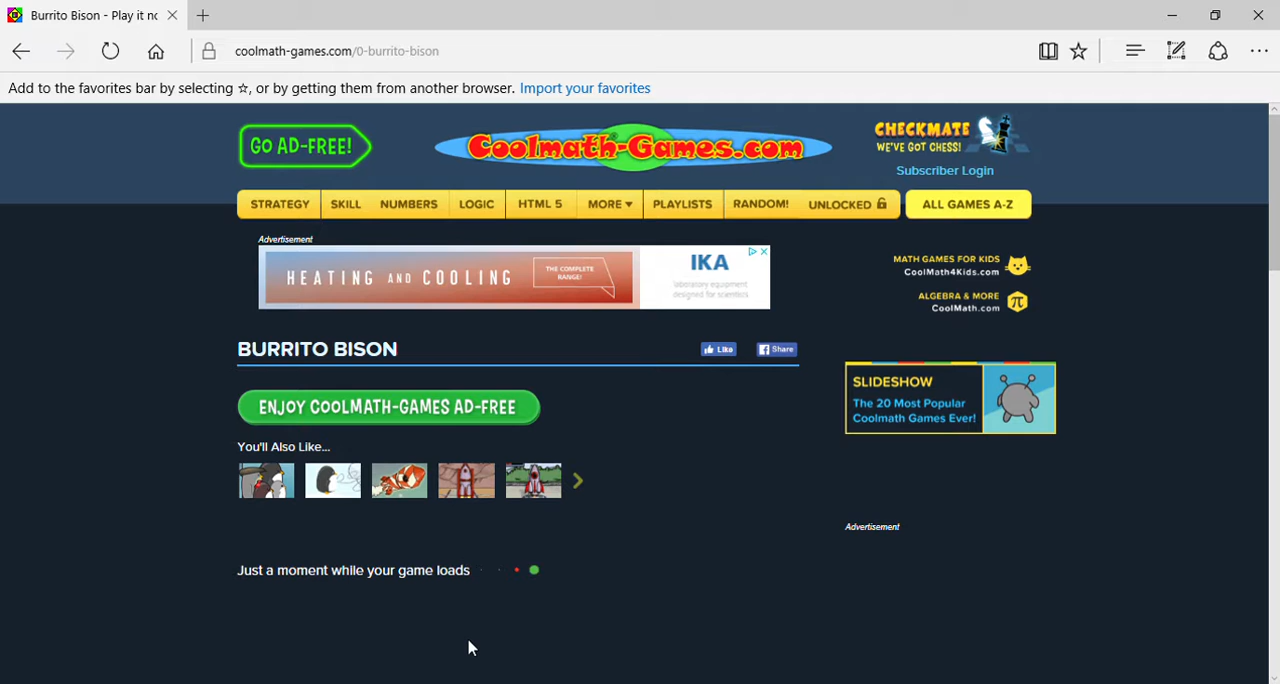 Burrito Bison - Play it no
coolmath-games.com/0-burrito-bison
Add to the favorites bar by selecting ☆, or by getting them from another browser. Import your favorites
GO AD-FREE!
Coolmath-Games.com
CHECKMATE
WE'VE GOT CHESS!
Subscriber Login
STRATEGY SKILL NUMBERS LOGIC HTML 5 MORE PLAYLISTS RANDOM! UNLOCKED ALL GAMES A-Z
Advertisement
HEATING AND COOLING
THE COMPLETE
RANGE!
IKA
laboratory equipment
designed for scientists
MATH GAMES FOR KIDS
CoolMath4Kids.com
ALGEBRA & MORE
CoolMath.com
BURRITO BISON
Like
Share
SLIDESHOW
The 20 Most Popular
Coolmath Games Ever!
ENJOY COOLMATH-GAMES AD-FREE
You'll Also Like...
Advertisement
Just a moment while your game loads